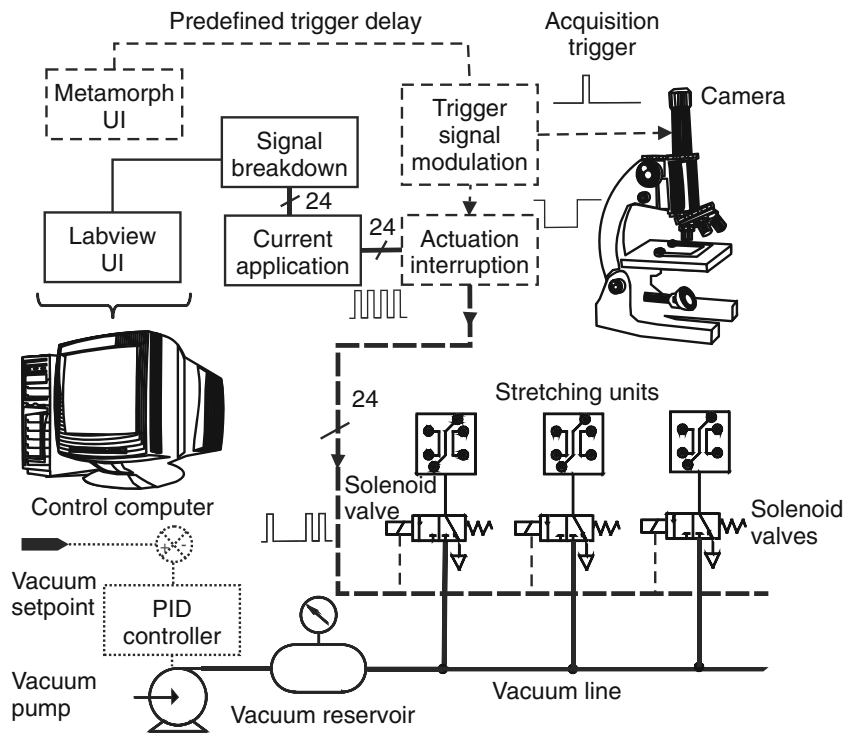 Predefined trigger delay
Acquisition
trigger
Metamorph
UI
Trigger
signal
modulation
Camera
Signal
breakdown
24
Labview
UI
Current
application
24
Actuation
interruption
24
Stretching units
Control computer
Solenoid
valve
Solenoid
valves
Vacuum
setpoint
PID
controller
Vacuum
pump
Vacuum reservoir
Vacuum line